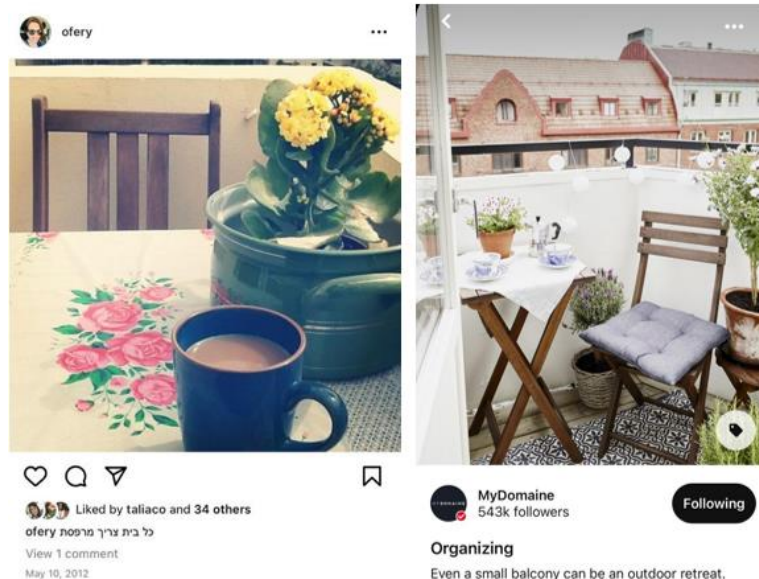 ofery
Liked by taliaco and 34 others
ofery כל בית צריך מרפסת
View 1 comment
May 10, 2012
MyDomaine
543k followers
Following
Organizing
Even a small balcony can be an outdoor retreat.